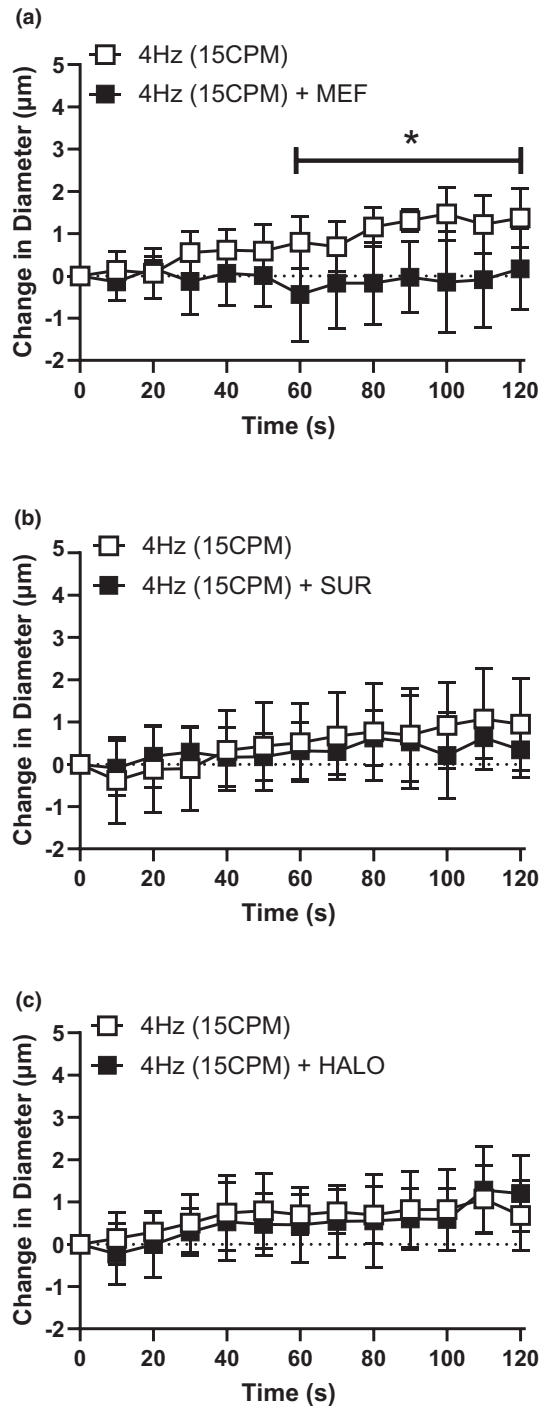 (a)
4Hz (15CPM)
4Hz (15CPM) + MEF
*
Change in Diameter (µm)
5
4
3
2
1
0
-1
-2
0 20 40 60 80 100 120
Time (s)
(b)
4Hz (15CPM)
4Hz (15CPM) + SUR
Change in Diameter (µm)
5
4
3
2
1
0
-1
-2
0 20 40 60 80 100 120
Time (s)
(c)
4Hz (15CPM)
4Hz (15CPM) + HALO
Change in Diameter (µm)
5
4
3
2
1
0
-1
-2
0 20 40 60 80 100 120
Time (s)